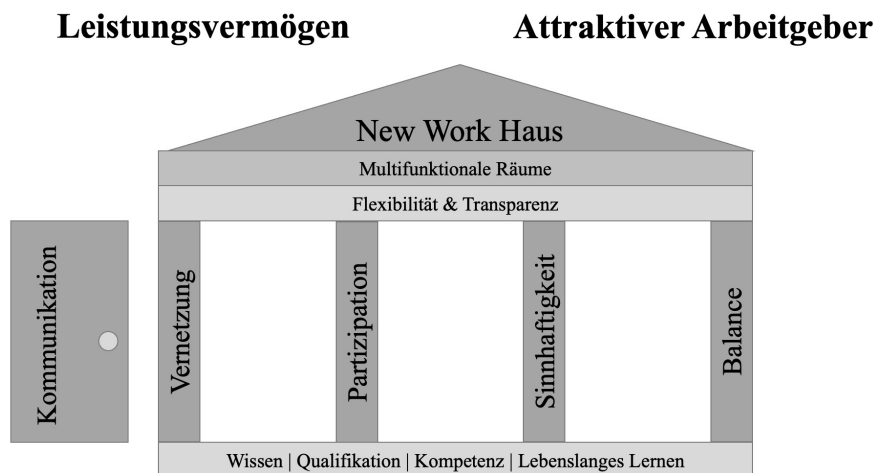 Leistungsvermögen
Attraktiver Arbeitgeber
New Work Haus
Multifunktionale Räume
Flexibilität & Transparenz
Kommunikation
Vernetzung
Partizipation
Sinnhaftigkeit
Balance
Wissen | Qualifikation | Kompetenz | Lebenslanges Lernen